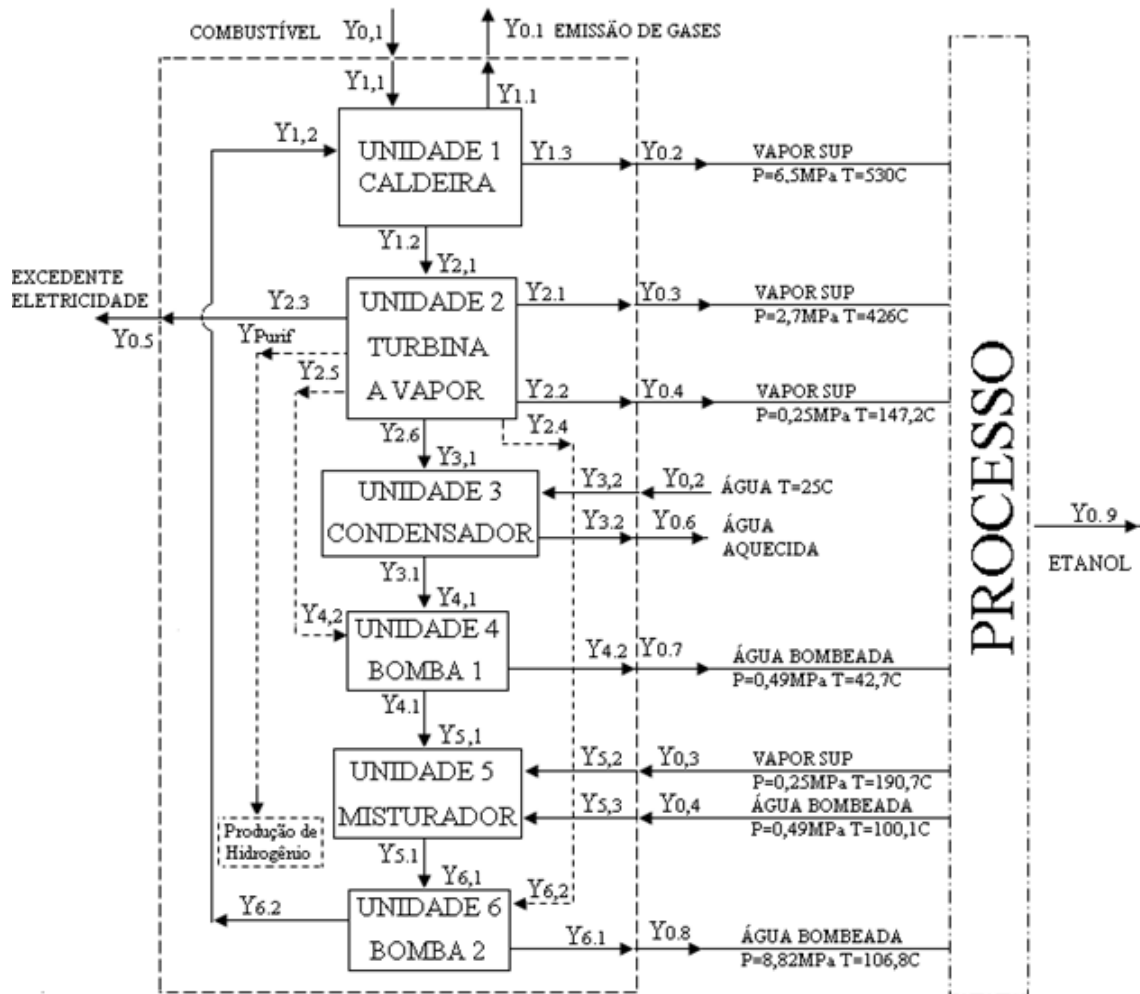 COMBUSTÍVEL Y0,1
Y0.1 EMISSÃO DE GASES
Y1,1
Y1.1
Y1,2
UNIDADE 1
CALDEIRA
Y1.3
Y0.2
VAPOR SUP
P=6,5MPa T=530C
Y1.2
Y2,1
EXCEDENTE
ELETRICIDADE
Y0.5
Y2.3
YPurif
Y2.5
UNIDADE 2
TURBINA
A VAPOR
Y2.1
Y0.3
VAPOR SUP
P=2,7MPa T=426C
Y2.2
Y0.4
VAPOR SUP
P=0,25MPa T=147,2C
Y2.6
Y2.4
Y3,1
UNIDADE 3
CONDENSADOR
Y3,2
Y0,2
ÁGUA T=25C
Y3.2
Y0.6
ÁGUA
AQUECIDA
Y3.1
Y4,1
Y4,2
UNIDADE 4
BOMBA 1
Y4.2
Y0.7
ÁGUA BOMBEADA
P=0,49MPa T=42,7C
Y4.1
Y5,1
UNIDADE 5
MISTURADOR
Y5,2
Y0,3
VAPOR SUP
P=0,25MPa T=190,7C
Y5,3
Y0,4
ÁGUA BOMBEADA
P=0,49MPa T=100,1C
Produção de
Hidrogênio
Y5.1
Y6,1
Y6,2
UNIDADE 6
BOMBA 2
Y6.2
Y6.1
Y0.8
ÁGUA BOMBEADA
P=8,82MPa T=106,8C
PROCESSO
Y0.9
ETANOL